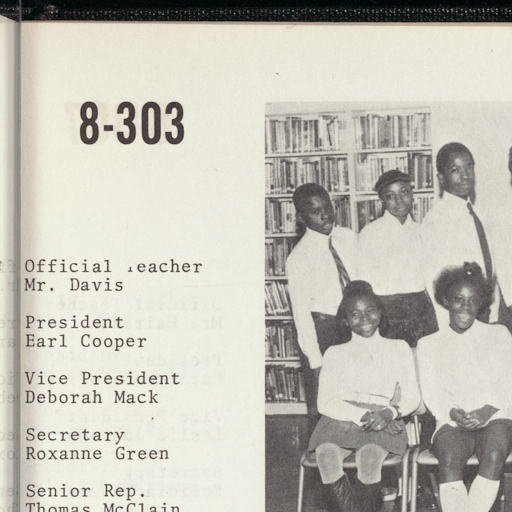 8-303
Official Teacher
Mr. Davis
President
Earl Cooper
Vice President
Deborah Mack
Secretary
Roxanne Green
Senior Rep.
Thomas McClain